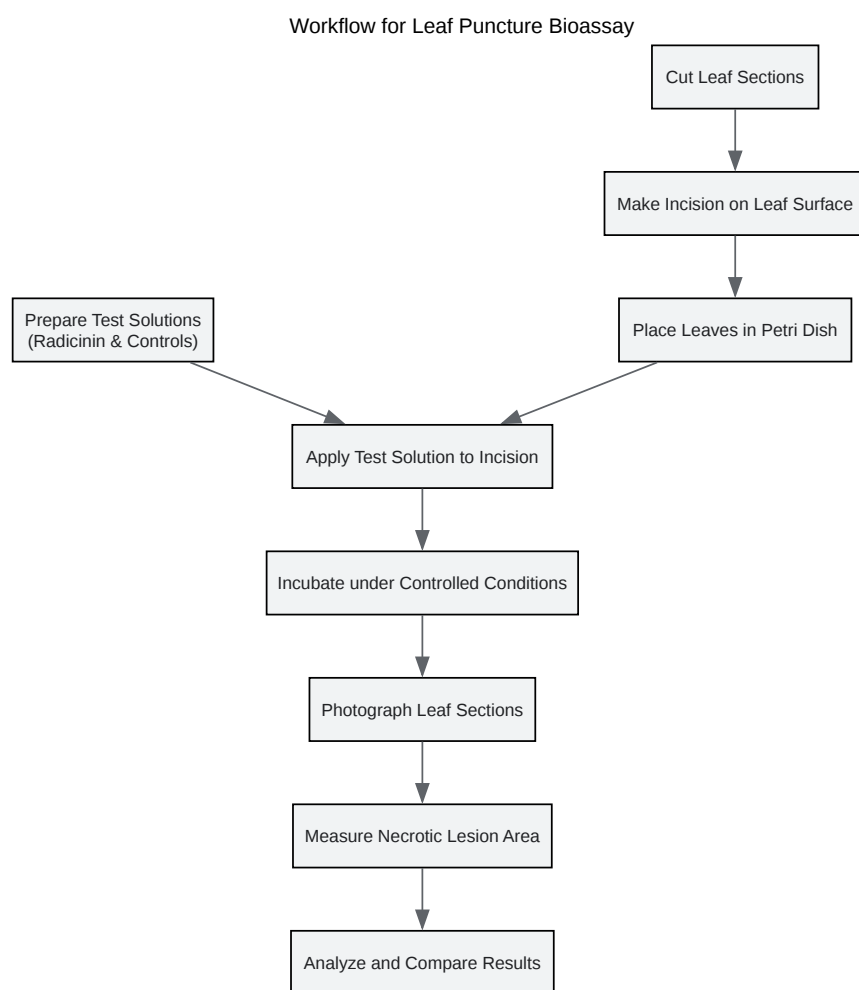 Workflow for Leaf Puncture Bioassay
Cut Leaf Sections
Make Incision on Leaf Surface
Prepare Test Solutions
(Radicinin & Controls)
Place Leaves in Petri Dish
Apply Test Solution to Incision
Incubate under Controlled Conditions
Photograph Leaf Sections
Measure Necrotic Lesion Area
Analyze and Compare Results